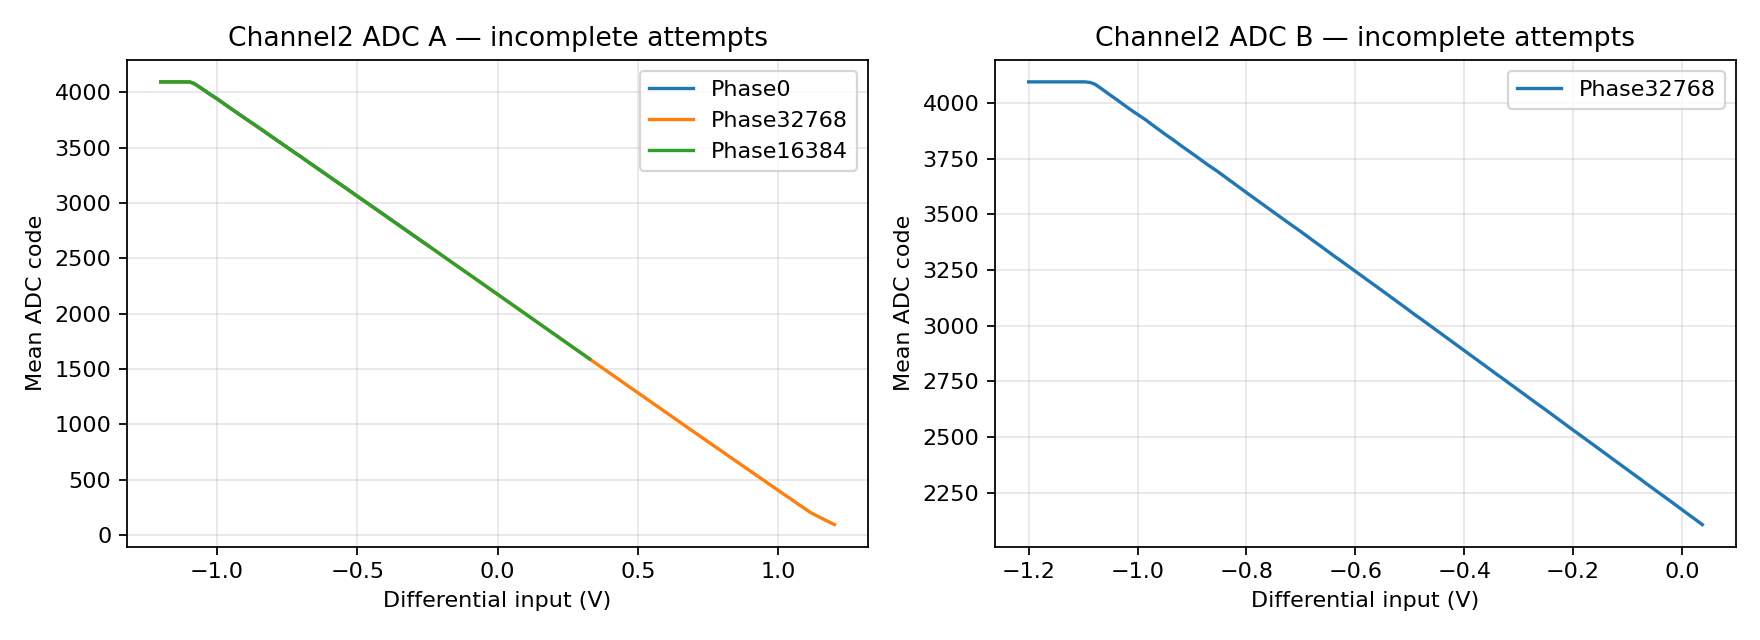 Channel2 ADC A — incomplete attempts
Mean ADC code
4000
3500
3000
2500
2000
1500
1000
500
0
Phase0
Phase32768
Phase16384
−1.0 −0.5 0.0 0.5 1.0
Differential input (V)
Channel2 ADC B — incomplete attempts
Mean ADC code
4000
3750
3500
3250
3000
2750
2500
2250
Phase32768
−1.2 −1.0 −0.8 −0.6 −0.4 −0.2 0.0
Differential input (V)